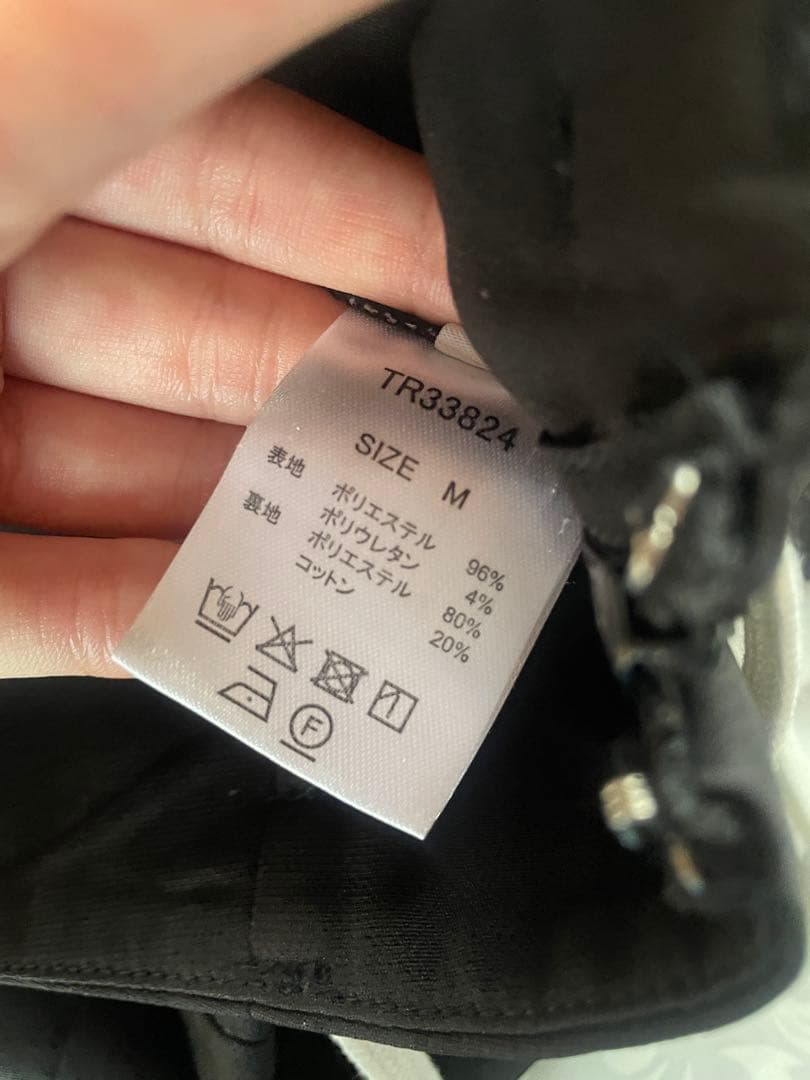 TR33824
SIZE M
表地 ポリエステル 96%
ポリウレタン 4%
裏地 ポリエステル 80%
コットン 20%
F